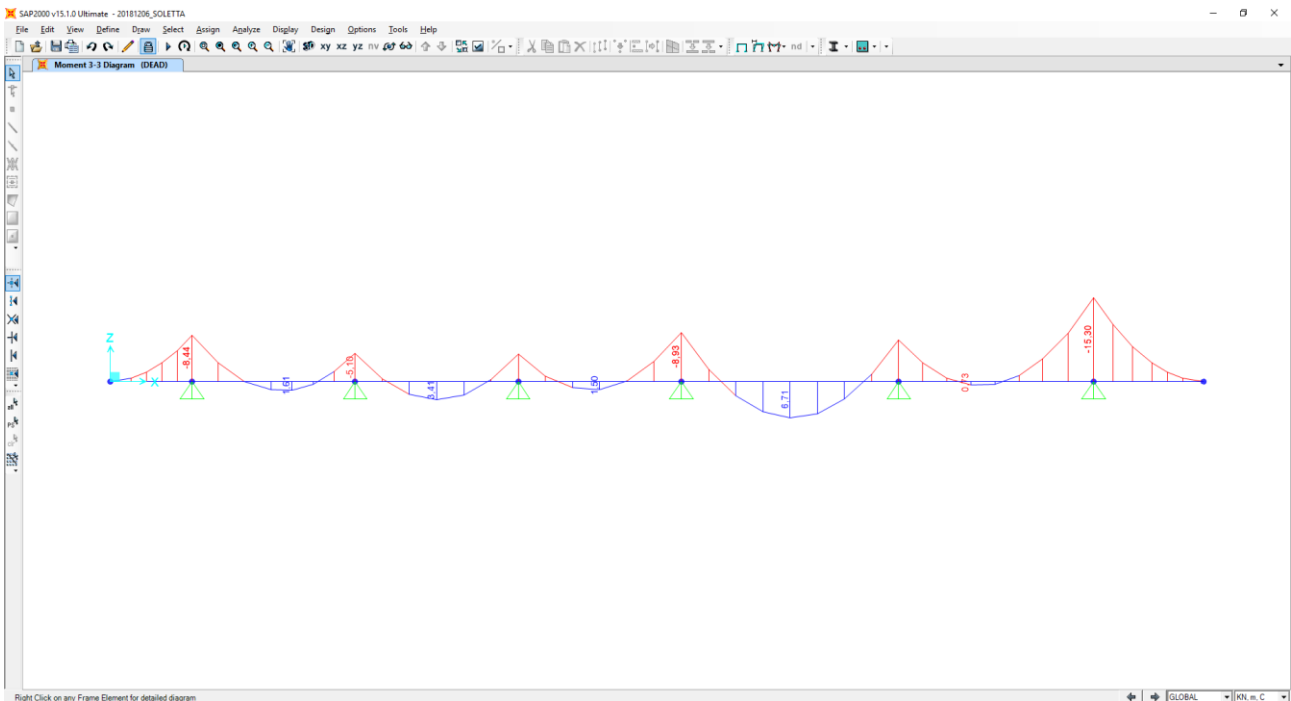 SAP2000 v15.1.0 Ultimate - 20181206_SOLETTA
File Edit View Define Draw Select Assign Analyze Display Design Options Tools Help
xy xz yz nv nd
Moment 3-3 Diagram (DEAD)
Z
X
-8,44
1,61
-5,16
3,41
1,50
-8,93
6,71
0,73
-15,30
Right Click on any Frame Element for detailed diagram
GLOBAL
KN, m, C